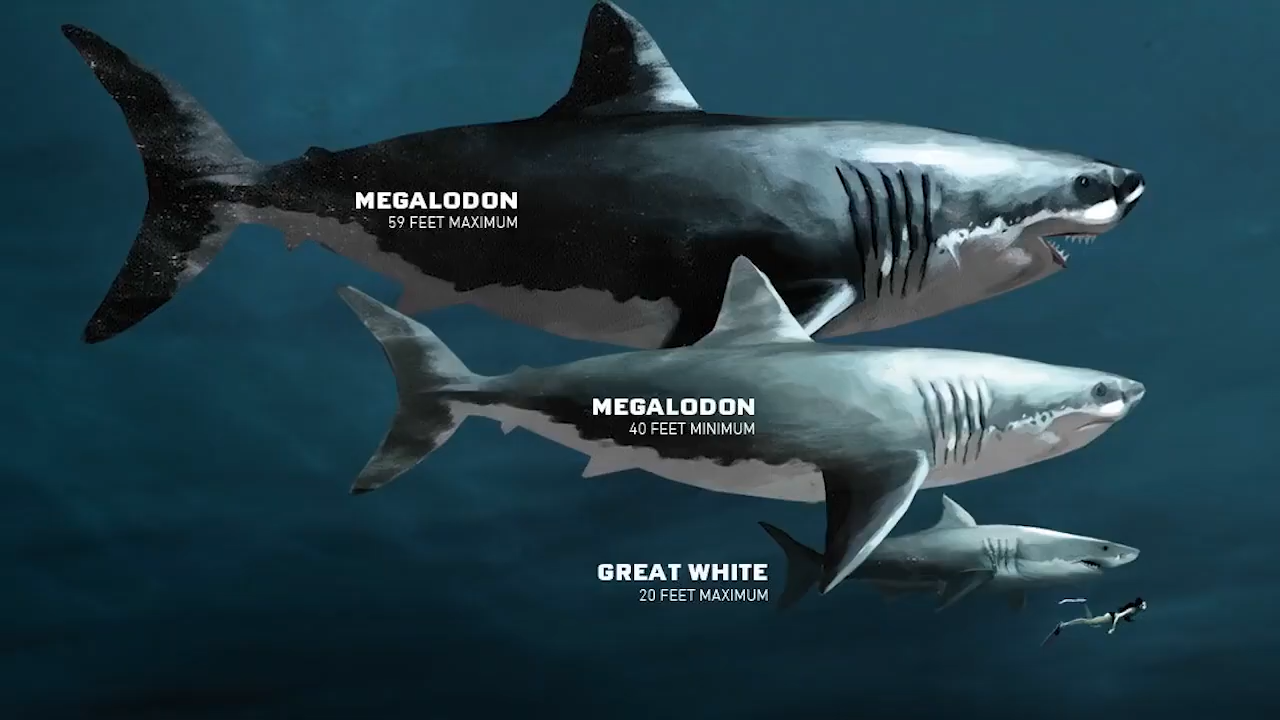 MEGALODON
59 FEET MAXIMUM
MEGALODON
40 FEET MINIMUM
GREAT WHITE
20 FEET MAXIMUM